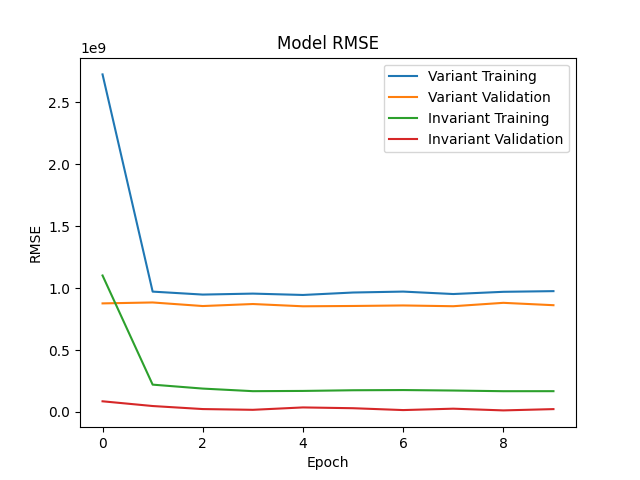 Model RMSE
1e9
2.5
2.0
1.5
1.0
0.5
0.0
RMSE
Variant Training
Variant Validation
Invariant Training
Invariant Validation
0 2 4 6 8
Epoch